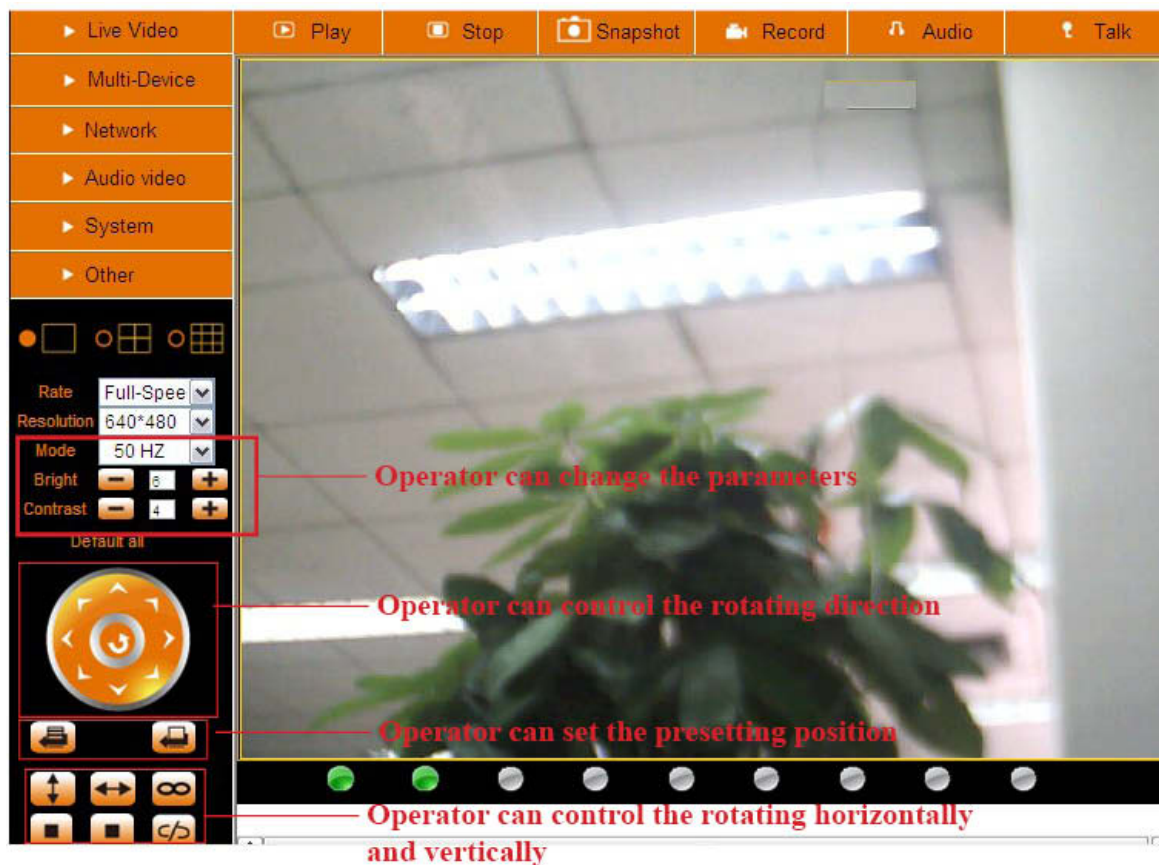 Live Video
Play Stop Snapshot Record Audio Talk
Multi-Device
Network
Audio video
System
Other
Rate Full-Spee
Resolution 640*480
Mode 50 HZ
Bright 6
Contrast 4
Default all
Operator can change the parameters
Operator can control the rotating direction
Operator can set the presetting position
Operator can control the rotating horizontally
and vertically